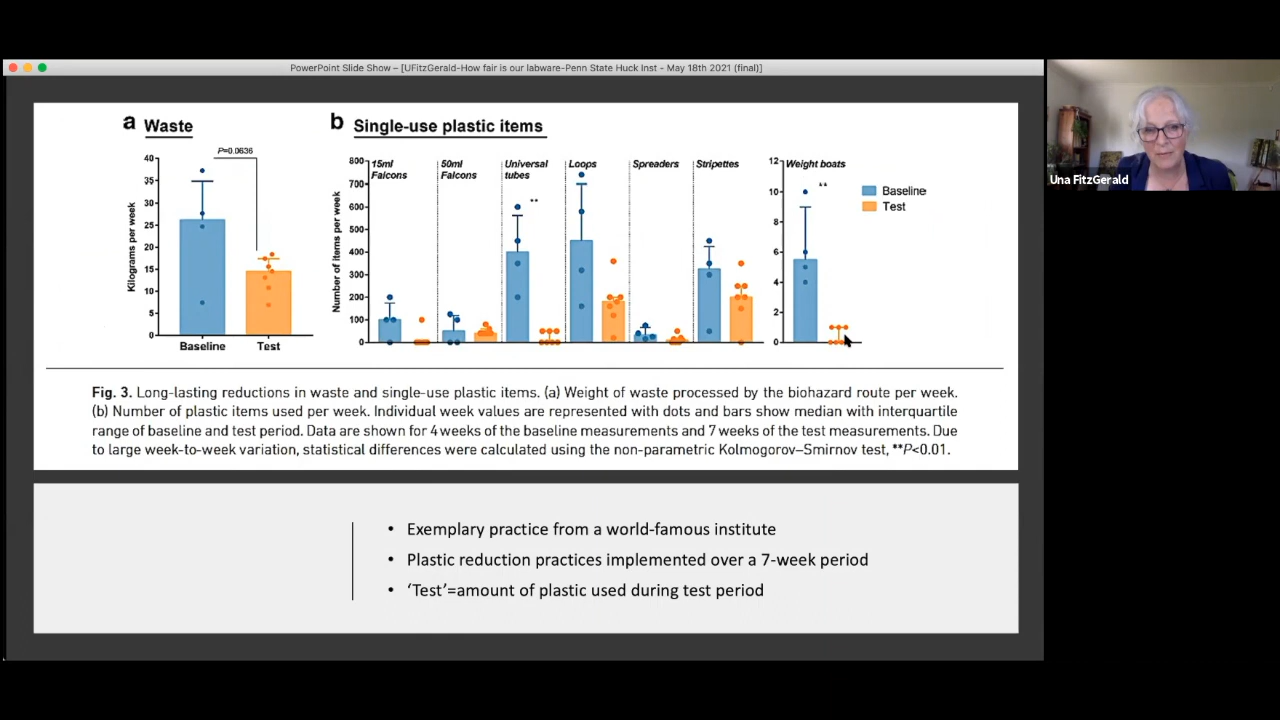 PowerPoint Slide Show – [UFitzGerald-How fair is our labware-Penn State Huck Inst - May 18th 2021 (final)]
a Waste
P=0.0636
40
35
30
25
20
15
10
5
0
Kilograms per week
Baseline
Test
b Single-use plastic items
800
700
600
500
400
300
200
100
0
Number of items per week
15ml
Falcons
50ml
Falcons
Universal
tubes
**
Loops
Spreaders
Stripettes
12
10
8
6
4
2
0
Weight boats
**
Baseline
Test
Una FitzGerald
Fig. 3. Long-lasting reductions in waste and single-use plastic items. (a) Weight of waste processed by the biohazard route per week.
(b) Number of plastic items used per week. Individual week values are represented with dots and bars show median with interquartile
range of baseline and test period. Data are shown for 4 weeks of the baseline measurements and 7 weeks of the test measurements. Due
to large week-to-week variation, statistical differences were calculated using the non-parametric Kolmogorov–Smirnov test, **P<0.01.
• Exemplary practice from a world-famous institute
• Plastic reduction practices implemented over a 7-week period
• ‘Test’=amount of plastic used during test period